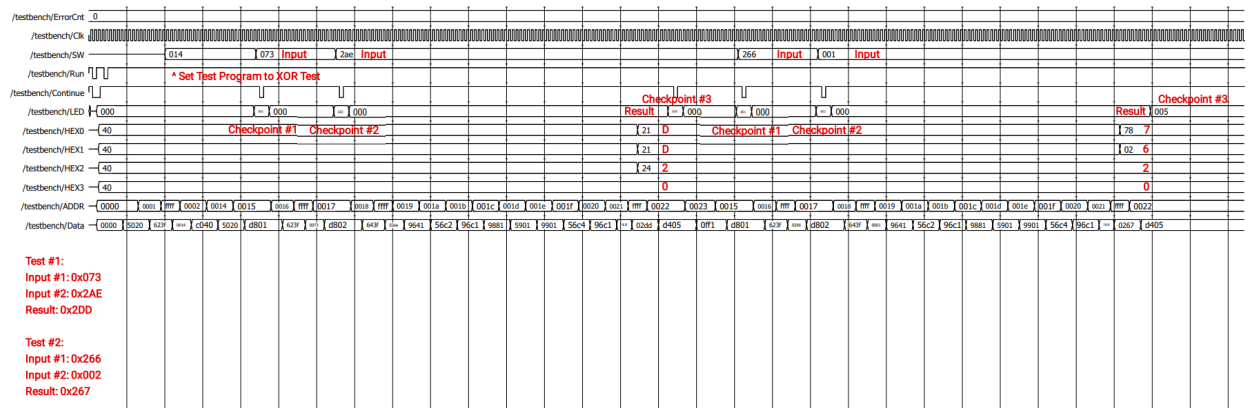 /testbench/ErrorCnt 0
/testbench/Clk
/testbench/SW 014 073 Input 2ae Input 266 Input 001 Input
/testbench/Run ^ Set Test Program to XOR Test
/testbench/Continue
Checkpoint #3 Checkpoint #3
/testbench/LED 000 000 000 Result 000 000 000 Result 005
/testbench/HEX0 40 Checkpoint #1 Checkpoint #2 21 D Checkpoint #1 Checkpoint #2 78 7
/testbench/HEX1 40 21 D 02 6
/testbench/HEX2 40 24 2 2
/testbench/HEX3 40 0 0
/testbench/ADDR 0000 0001 ffff 0002 0014 0015 0016 ffff 0017 0018 ffff 0019 001a 001b 001c 001d 001e 001f 0020 0021 ffff 0022 0023 0015 0016 ffff 0017 0018 ffff 0019 001a 001b 001c 001d 001e 001f 0020 0021 ffff 0022
/testbench/Data 0000 5020 623f 0014 c040 5020 d801 623f d802 643f 9641 56c2 96c1 9881 5901 9901 56c4 96c1 02dd d405 0ff1 d801 623f 0266 d802 643f 0001 9641 56c2 96c1 9881 5901 9901 56c4 96c1 0267 d405
Test #1:
Input #1: 0x073
Input #2: 0x2AE
Result: 0x2DD
Test #2:
Input #1: 0x266
Input #2: 0x002
Result: 0x267